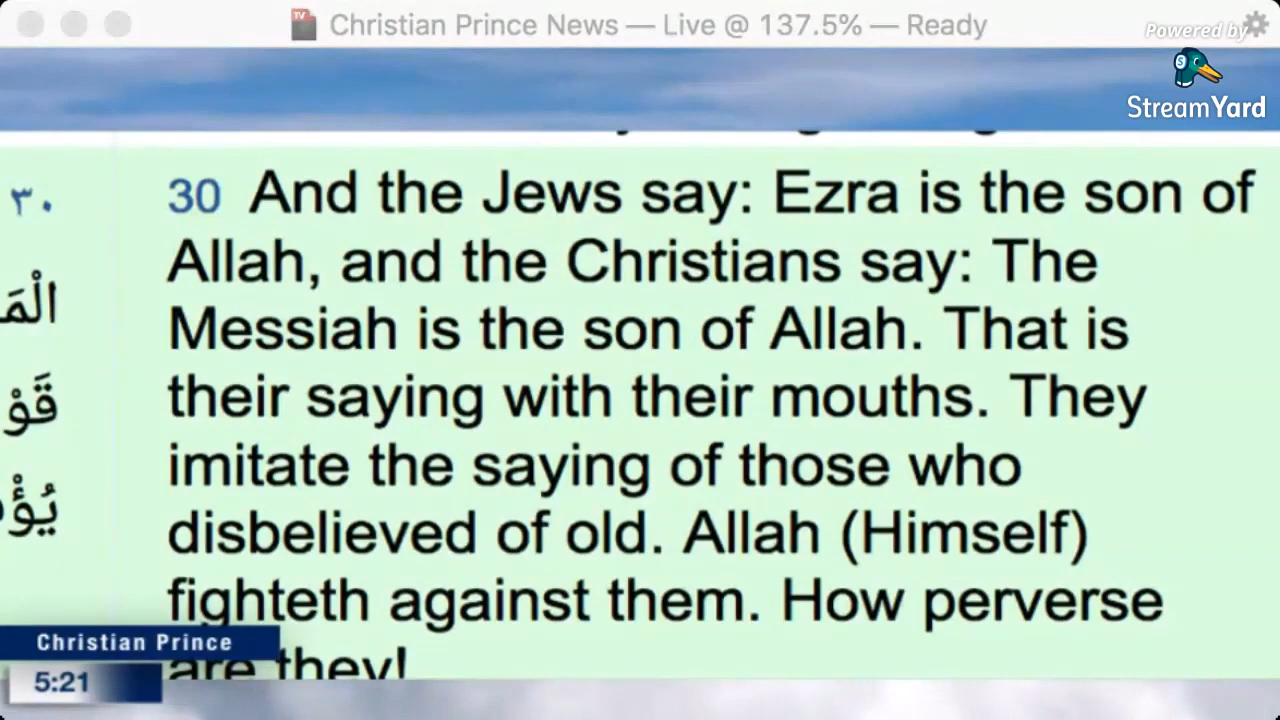 Christian Prince News — Live @ 137.5% — Ready
Powered by
StreamYard
٣٠
30 And the Jews say: Ezra is the son of
Allah, and the Christians say: The
Messiah is the son of Allah. That is
their saying with their mouths. They
imitate the saying of those who
disbelieved of old. Allah (Himself)
fighteth against them. How perverse
are they!
Christian Prince
5:21